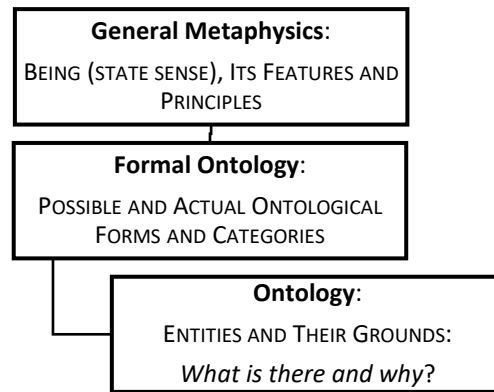 General Metaphysics:
BEING (STATE SENSE), ITS FEATURES AND
PRINCIPLES
Formal Ontology:
POSSIBLE AND ACTUAL ONTOLOGICAL
FORMS AND CATEGORIES
Ontology:
ENTITIES AND THEIR GROUNDS:
What is there and why?